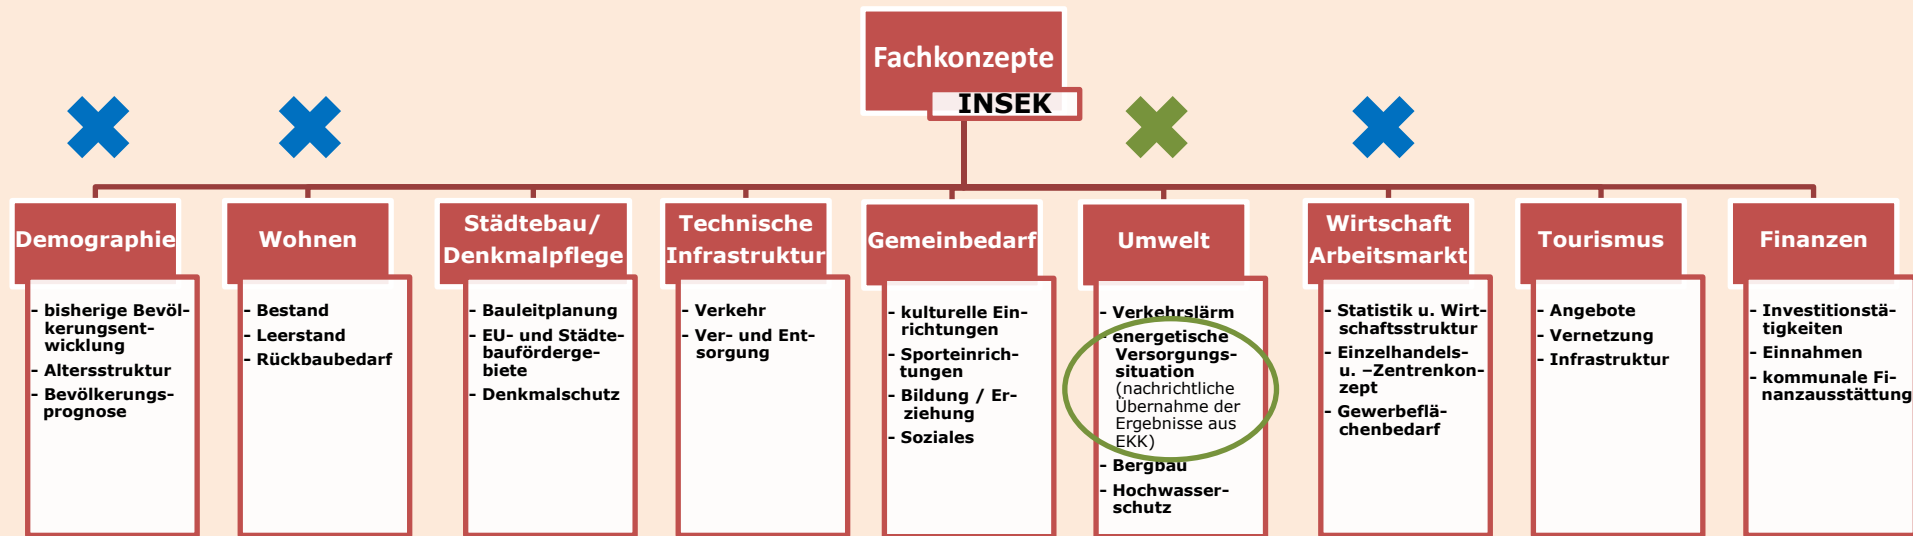 Fachkonzepte
INSEK
Demographie
- bisherige Bevöl-
kerungsent-
wicklung
- Altersstruktur
- Bevölkerungs-
prognose
Wohnen
- Bestand
- Leerstand
- Rückbaubedarf
Städtebau/
Denkmalpflege
- Bauleitplanung
- EU- und Städte-
baufördergе-
biete
- Denkmalschutz
Technische
Infrastruktur
- Verkehr
- Ver- und Ent-
sorgung
Gemeinbedarf
- kulturelle Ein-
richtungen
- Sporteinrich-
tungen
- Bildung / Er-
ziehung
- Soziales
Umwelt
- Verkehrslärm
- energetische
Versorgungs-
situation
(nachrichtliche
Übernahme der
Ergebnisse aus
EKK)
- Bergbau
- Hochwasser-
schutz
Wirtschaft
Arbeitsmarkt
- Statistik u. Wirt-
schaftsstruktur
- Einzelhandels-
u. –Zentrenkon-
zept
- Gewerbeflä-
chenbedarf
Tourismus
- Angebote
- Vernetzung
- Infrastruktur
Finanzen
- Investitionstä-
tigkeiten
- Einnahmen
- kommunale Fi-
nanzausstättung